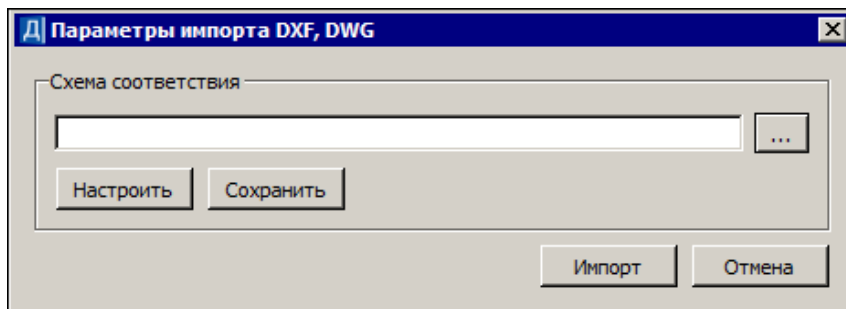 Д Параметры импорта DXF, DWG
Схема соответствия
...
Настроить Сохранить
Импорт Отмена